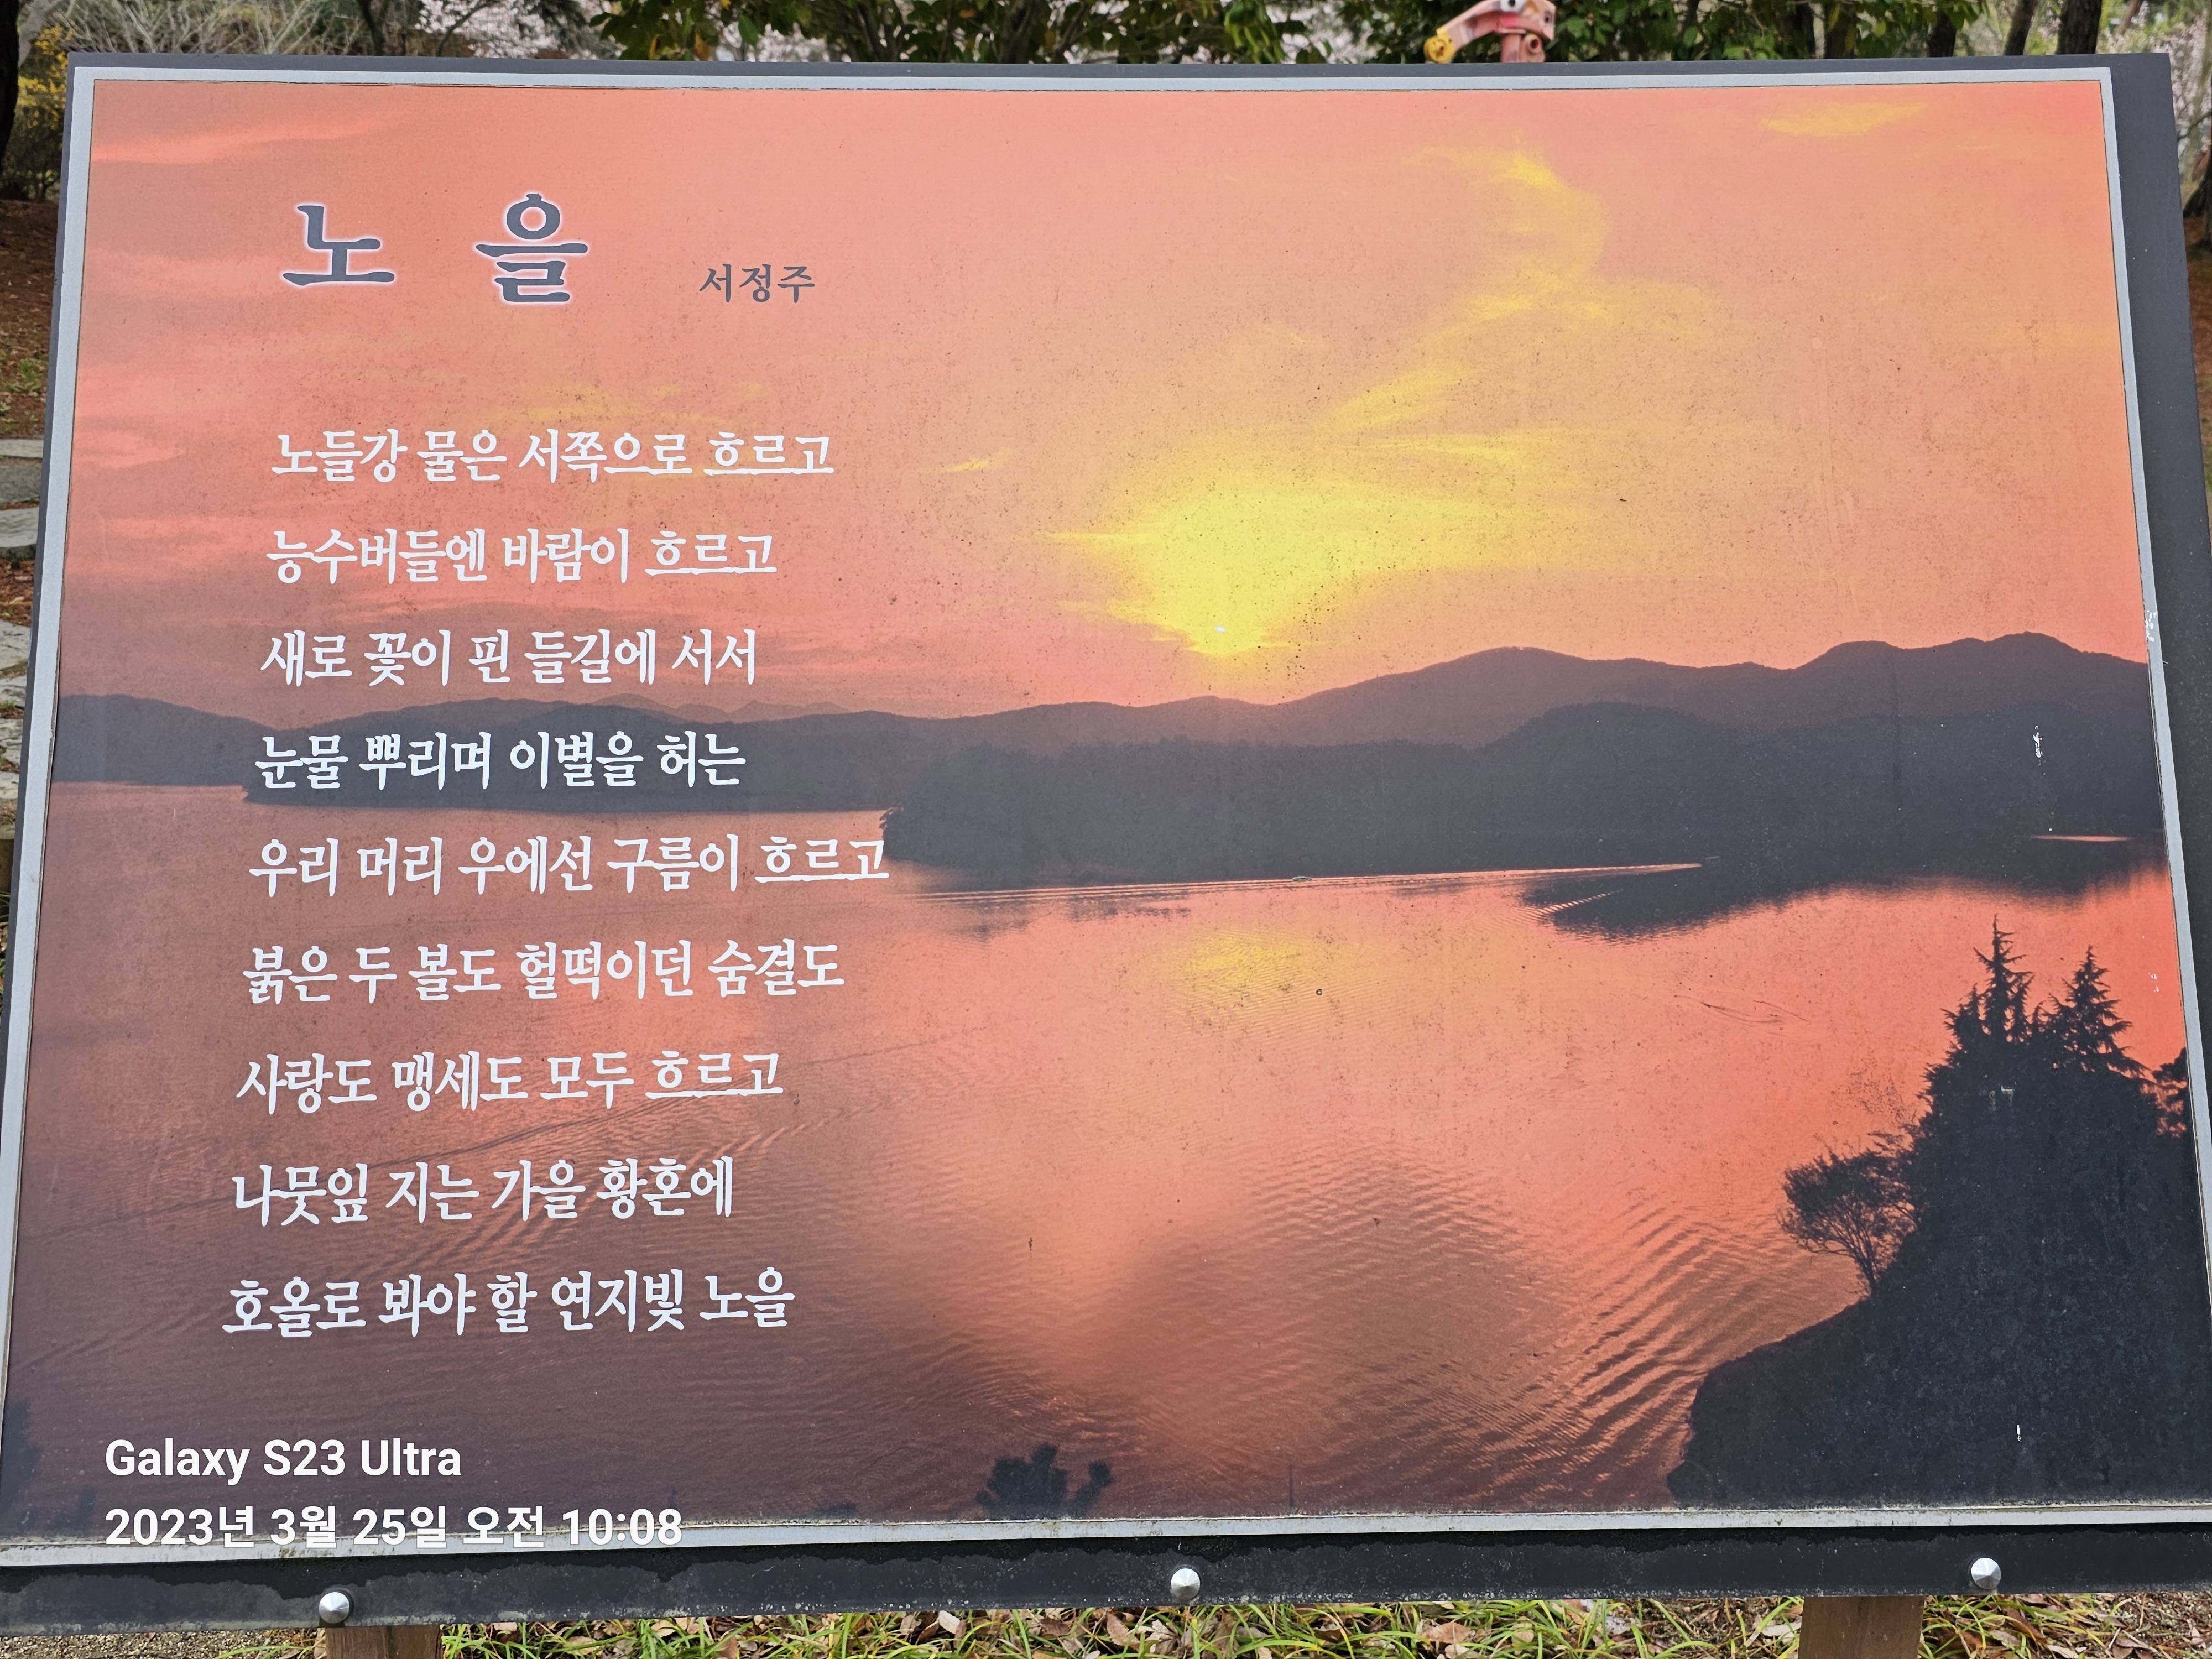 노을 서정주
노들강 물은 서쪽으로 흐르고
능수버들엔 바람이 흐르고
새로 꽃이 핀 들길에 서서
눈물 뿌리며 이별을 허는
우리 머리 우에선 구름이 흐르고
붉은 두 볼도 헐떡이던 숨결도
사랑도 맹세도 모두 흐르고
나뭇잎 지는 가을 황혼에
호올로 봐야 할 연지빛 노을
Galaxy S23 Ultra
2023년 3월 25일 오전 10:08